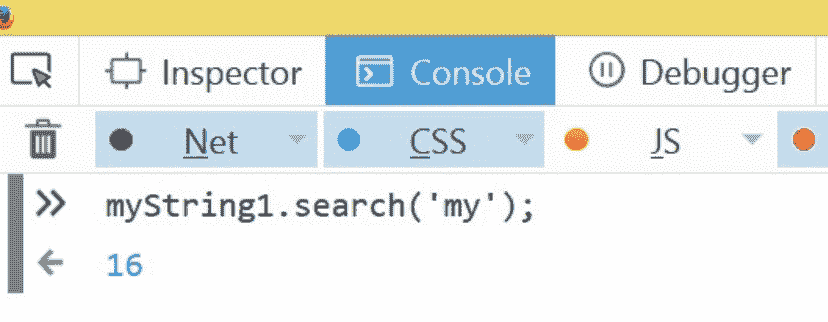 Inspector Console Debugger
Net CSS JS
» myString1.search('my');
← 16